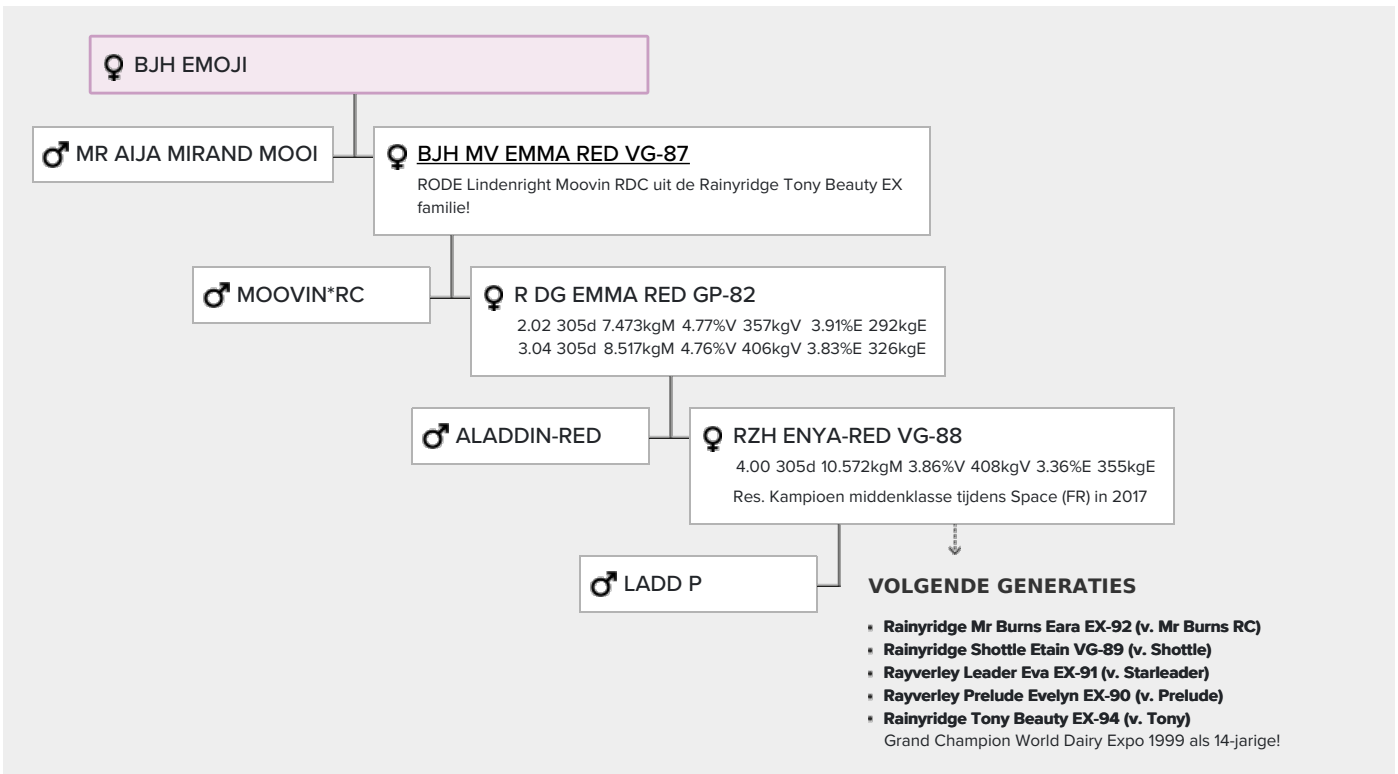 BJH EMOJI
MR AIJA MIRAND MOOI
BJH MV EMMA RED VG-87
RODE Lindenright Moovin RDC uit de Rainyridge Tony Beauty EX
familie!
MOOVIN*RC
R DG EMMA RED GP-82
2.02 305d 7.473kgM 4.77%V 357kgV 3.91%E 292kgE
3.04 305d 8.517kgM 4.76%V 406kgV 3.83%E 326kgE
ALADDIN-RED
RZH ENYA-RED VG-88
4.00 305d 10.572kgM 3.86%V 408kgV 3.36%E 355kgE
Res. Kampioen middenklasse tijdens Space (FR) in 2017
LADD P
VOLGENDE GENERATIES
Rainyridge Mr Burns Eara EX-92 (v. Mr Burns RC)
Rainyridge Shottle Etain VG-89 (v. Shottle)
Rayverley Leader Eva EX-91 (v. Starleader)
Rayverley Prelude Evelyn EX-90 (v. Prelude)
Rainyridge Tony Beauty EX-94 (v. Tony)
Grand Champion World Dairy Expo 1999 als 14-jarige!